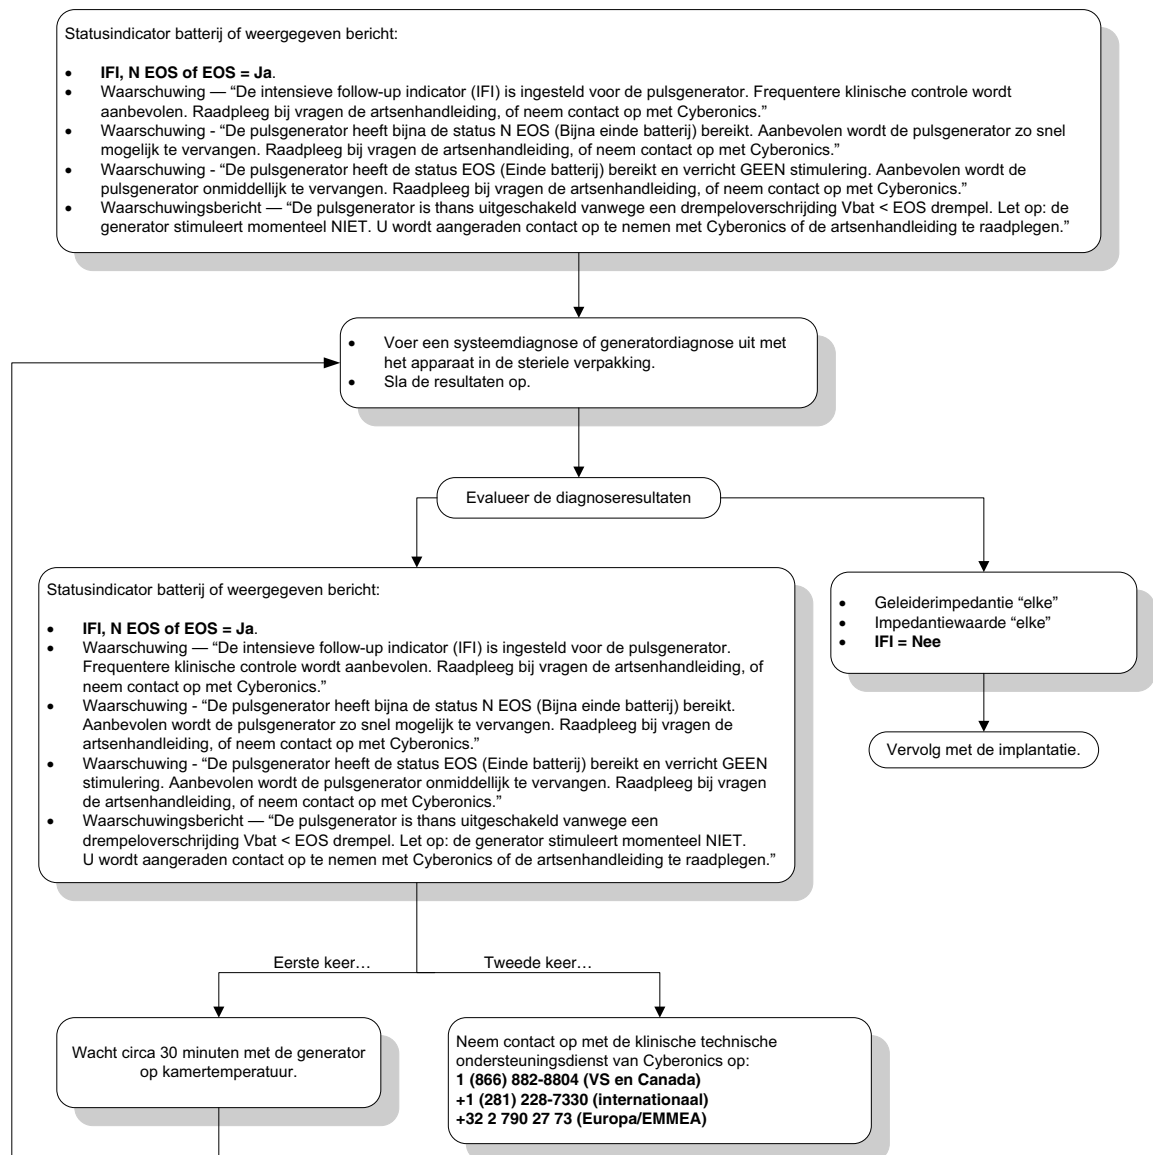 Statusindicator batterij of weergegeven bericht:
• IFI, N EOS of EOS = Ja.
• Waarschuwing — “De intensieve follow-up indicator (IFI) is ingesteld voor de pulsgenerator. Frequentere klinische controle wordt
aanbevolen. Raadpleeg bij vragen de artsenhandleiding, of neem contact op met Cyberonics.”
• Waarschuwing - “De pulsgenerator heeft bijna de status N EOS (Bijna einde batterij) bereikt. Aanbevolen wordt de pulsgenerator zo snel
mogelijk te vervangen. Raadpleeg bij vragen de artsenhandleiding, of neem contact op met Cyberonics.”
• Waarschuwing - “De pulsgenerator heeft de status EOS (Einde batterij) bereikt en verricht GEEN stimulering. Aanbevolen wordt de
pulsgenerator onmiddellijk te vervangen. Raadpleeg bij vragen de artsenhandleiding, of neem contact op met Cyberonics.”
• Waarschuwingsbericht — “De pulsgenerator is thans uitgeschakeld vanwege een drempeloverschrijding Vbat < EOS drempel. Let op: de
generator stimuleert momenteel NIET. U wordt aangeraden contact op te nemen met Cyberonics of de artsenhandleiding te raadplegen.”
• Voer een systeemdiagnose of generatordiagnose uit met
het apparaat in de steriele verpakking.
• Sla de resultaten op.
Evalueer de diagnoseresultaten
Statusindicator batterij of weergegeven bericht:
• IFI, N EOS of EOS = Ja.
• Waarschuwing — “De intensieve follow-up indicator (IFI) is ingesteld voor de pulsgenerator.
Frequentere klinische controle wordt aanbevolen. Raadpleeg bij vragen de artsenhandleiding, of
neem contact op met Cyberonics.”
• Waarschuwing - “De pulsgenerator heeft bijna de status N EOS (Bijna einde batterij) bereikt.
Aanbevolen wordt de pulsgenerator zo snel mogelijk te vervangen. Raadpleeg bij vragen de
artsenhandleiding, of neem contact op met Cyberonics.”
• Waarschuwing - “De pulsgenerator heeft de status EOS (Einde batterij) bereikt en verricht GEEN
stimulering. Aanbevolen wordt de pulsgenerator onmiddellijk te vervangen. Raadpleeg bij vragen
de artsenhandleiding, of neem contact op met Cyberonics.”
• Waarschuwingsbericht — “De pulsgenerator is thans uitgeschakeld vanwege een
drempeloverschrijding Vbat < EOS drempel. Let op: de generator stimuleert momenteel NIET.
U wordt aangeraden contact op te nemen met Cyberonics of de artsenhandleiding te raadplegen.”
• Geleiderimpedantie “elke”
• Impedantiewaarde “elke”
• IFI = Nee
Vervolg met de implantatie.
Eerste keer…
Tweede keer…
Wacht circa 30 minuten met de generator
op kamertemperatuur.
Neem contact op met de klinische technische
ondersteuningsdienst van Cyberonics op:
1 (866) 882-8804 (VS en Canada)
+1 (281) 228-7330 (internationaal)
+32 2 790 27 73 (Europa/EMMEA)